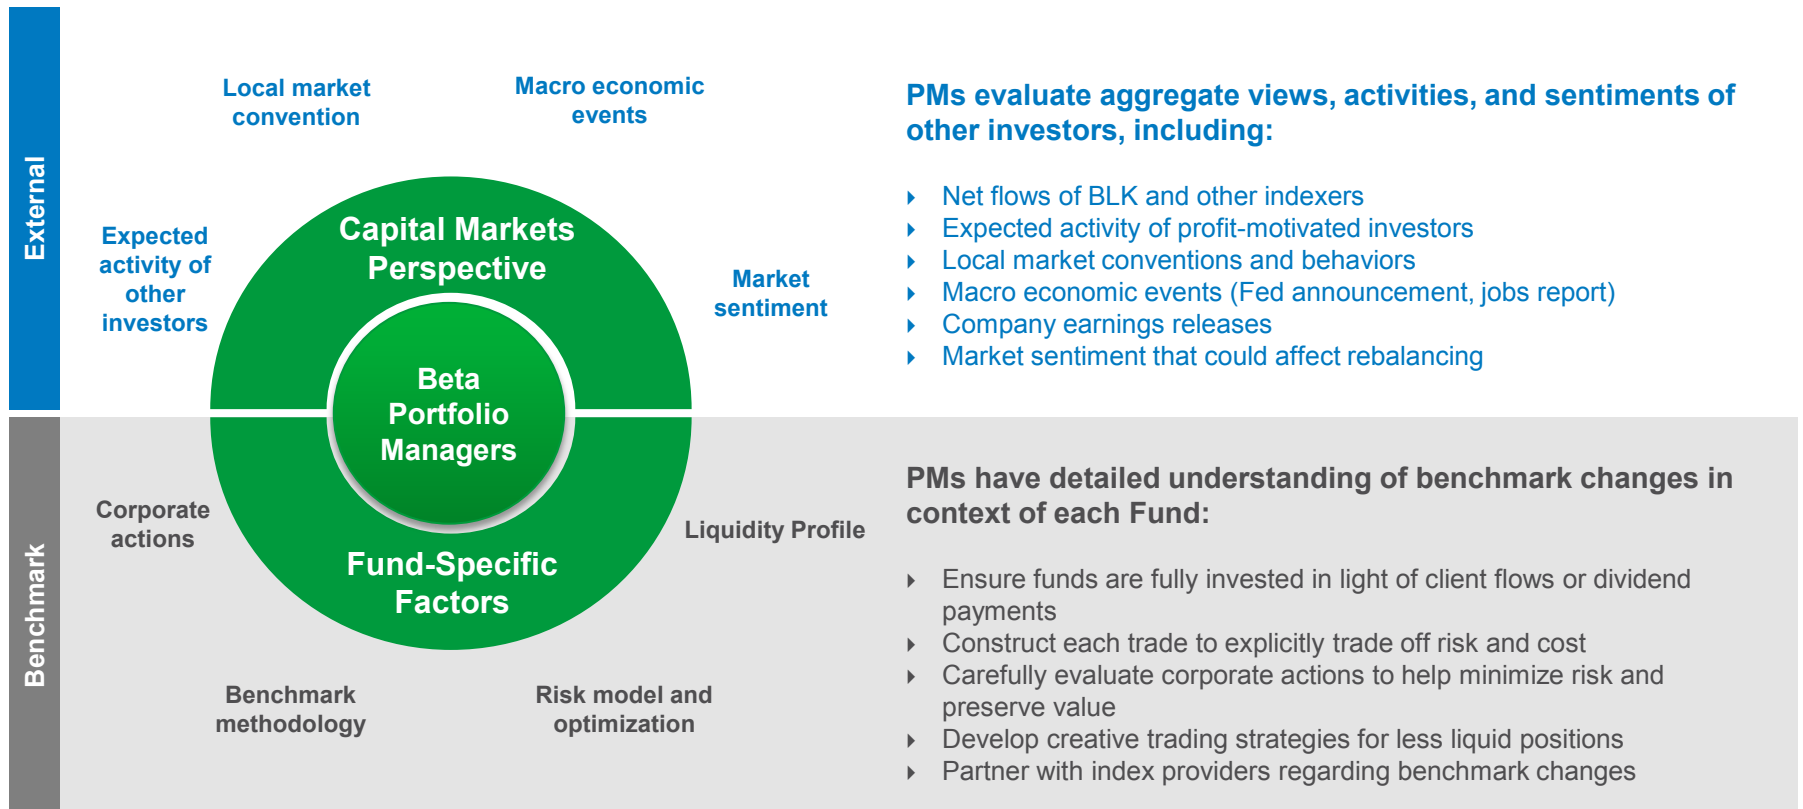 External
Local market
convention
Macro economic
events
Expected
activity of
other
investors
Capital Markets
Perspective
Market
sentiment
Beta
Portfolio
Managers
PMs evaluate aggregate views, activities, and sentiments of
other investors, including:
Net flows of BLK and other indexers
Expected activity of profit-motivated investors
Local market conventions and behaviors
Macro economic events (Fed announcement, jobs report)
Company earnings releases
Market sentiment that could affect rebalancing
Benchmark
Corporate
actions
Liquidity Profile
Fund-Specific
Factors
Benchmark
methodology
Risk model and
optimization
PMs have detailed understanding of benchmark changes in
context of each Fund:
Ensure funds are fully invested in light of client flows or dividend
payments
Construct each trade to explicitly trade off risk and cost
Carefully evaluate corporate actions to help minimize risk and
preserve value
Develop creative trading strategies for less liquid positions
Partner with index providers regarding benchmark changes